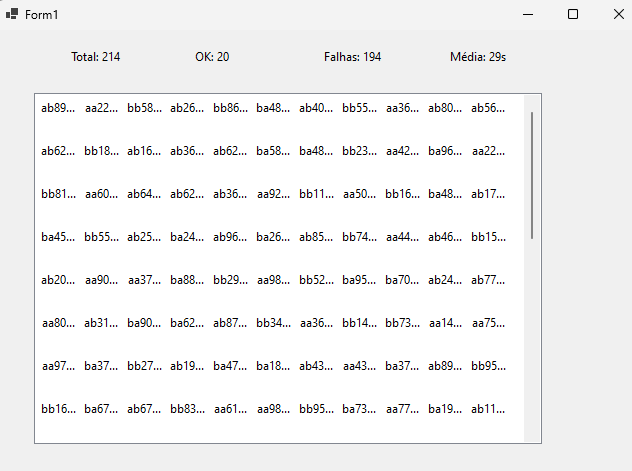 Form1
Total: 214 OK: 20 Falhas: 194 Média: 29s
ab89... aa22... bb58... ab26... bb86... ba48... ab40... bb55... aa36... ab80... ab56...
ab62... bb18... ab16... ab36... ab62... ba58... ba48... bb23... aa42... ba96... aa22...
bb81... aa60... ab64... ab62... ab36... aa92... bb11... aa50... bb16... ba48... ab17...
ba45... bb55... ab25... ba24... ab96... ba26... ab85... bb74... aa44... ab46... bb15...
ab20... aa90... aa37... ba88... bb29... aa98... bb52... ba95... ba70... ab24... ab77...
aa80... ab31... ba90... ba62... ab87... bb34... aa36... bb14... bb73... aa14... aa75...
aa97... ba37... bb27... ab19... ba47... ba18... ab43... aa43... ba37... ab89... bb95...
bb16... ba67... ab67... bb83... aa61... aa98... bb95... ba73... aa77... ba19... ab11...